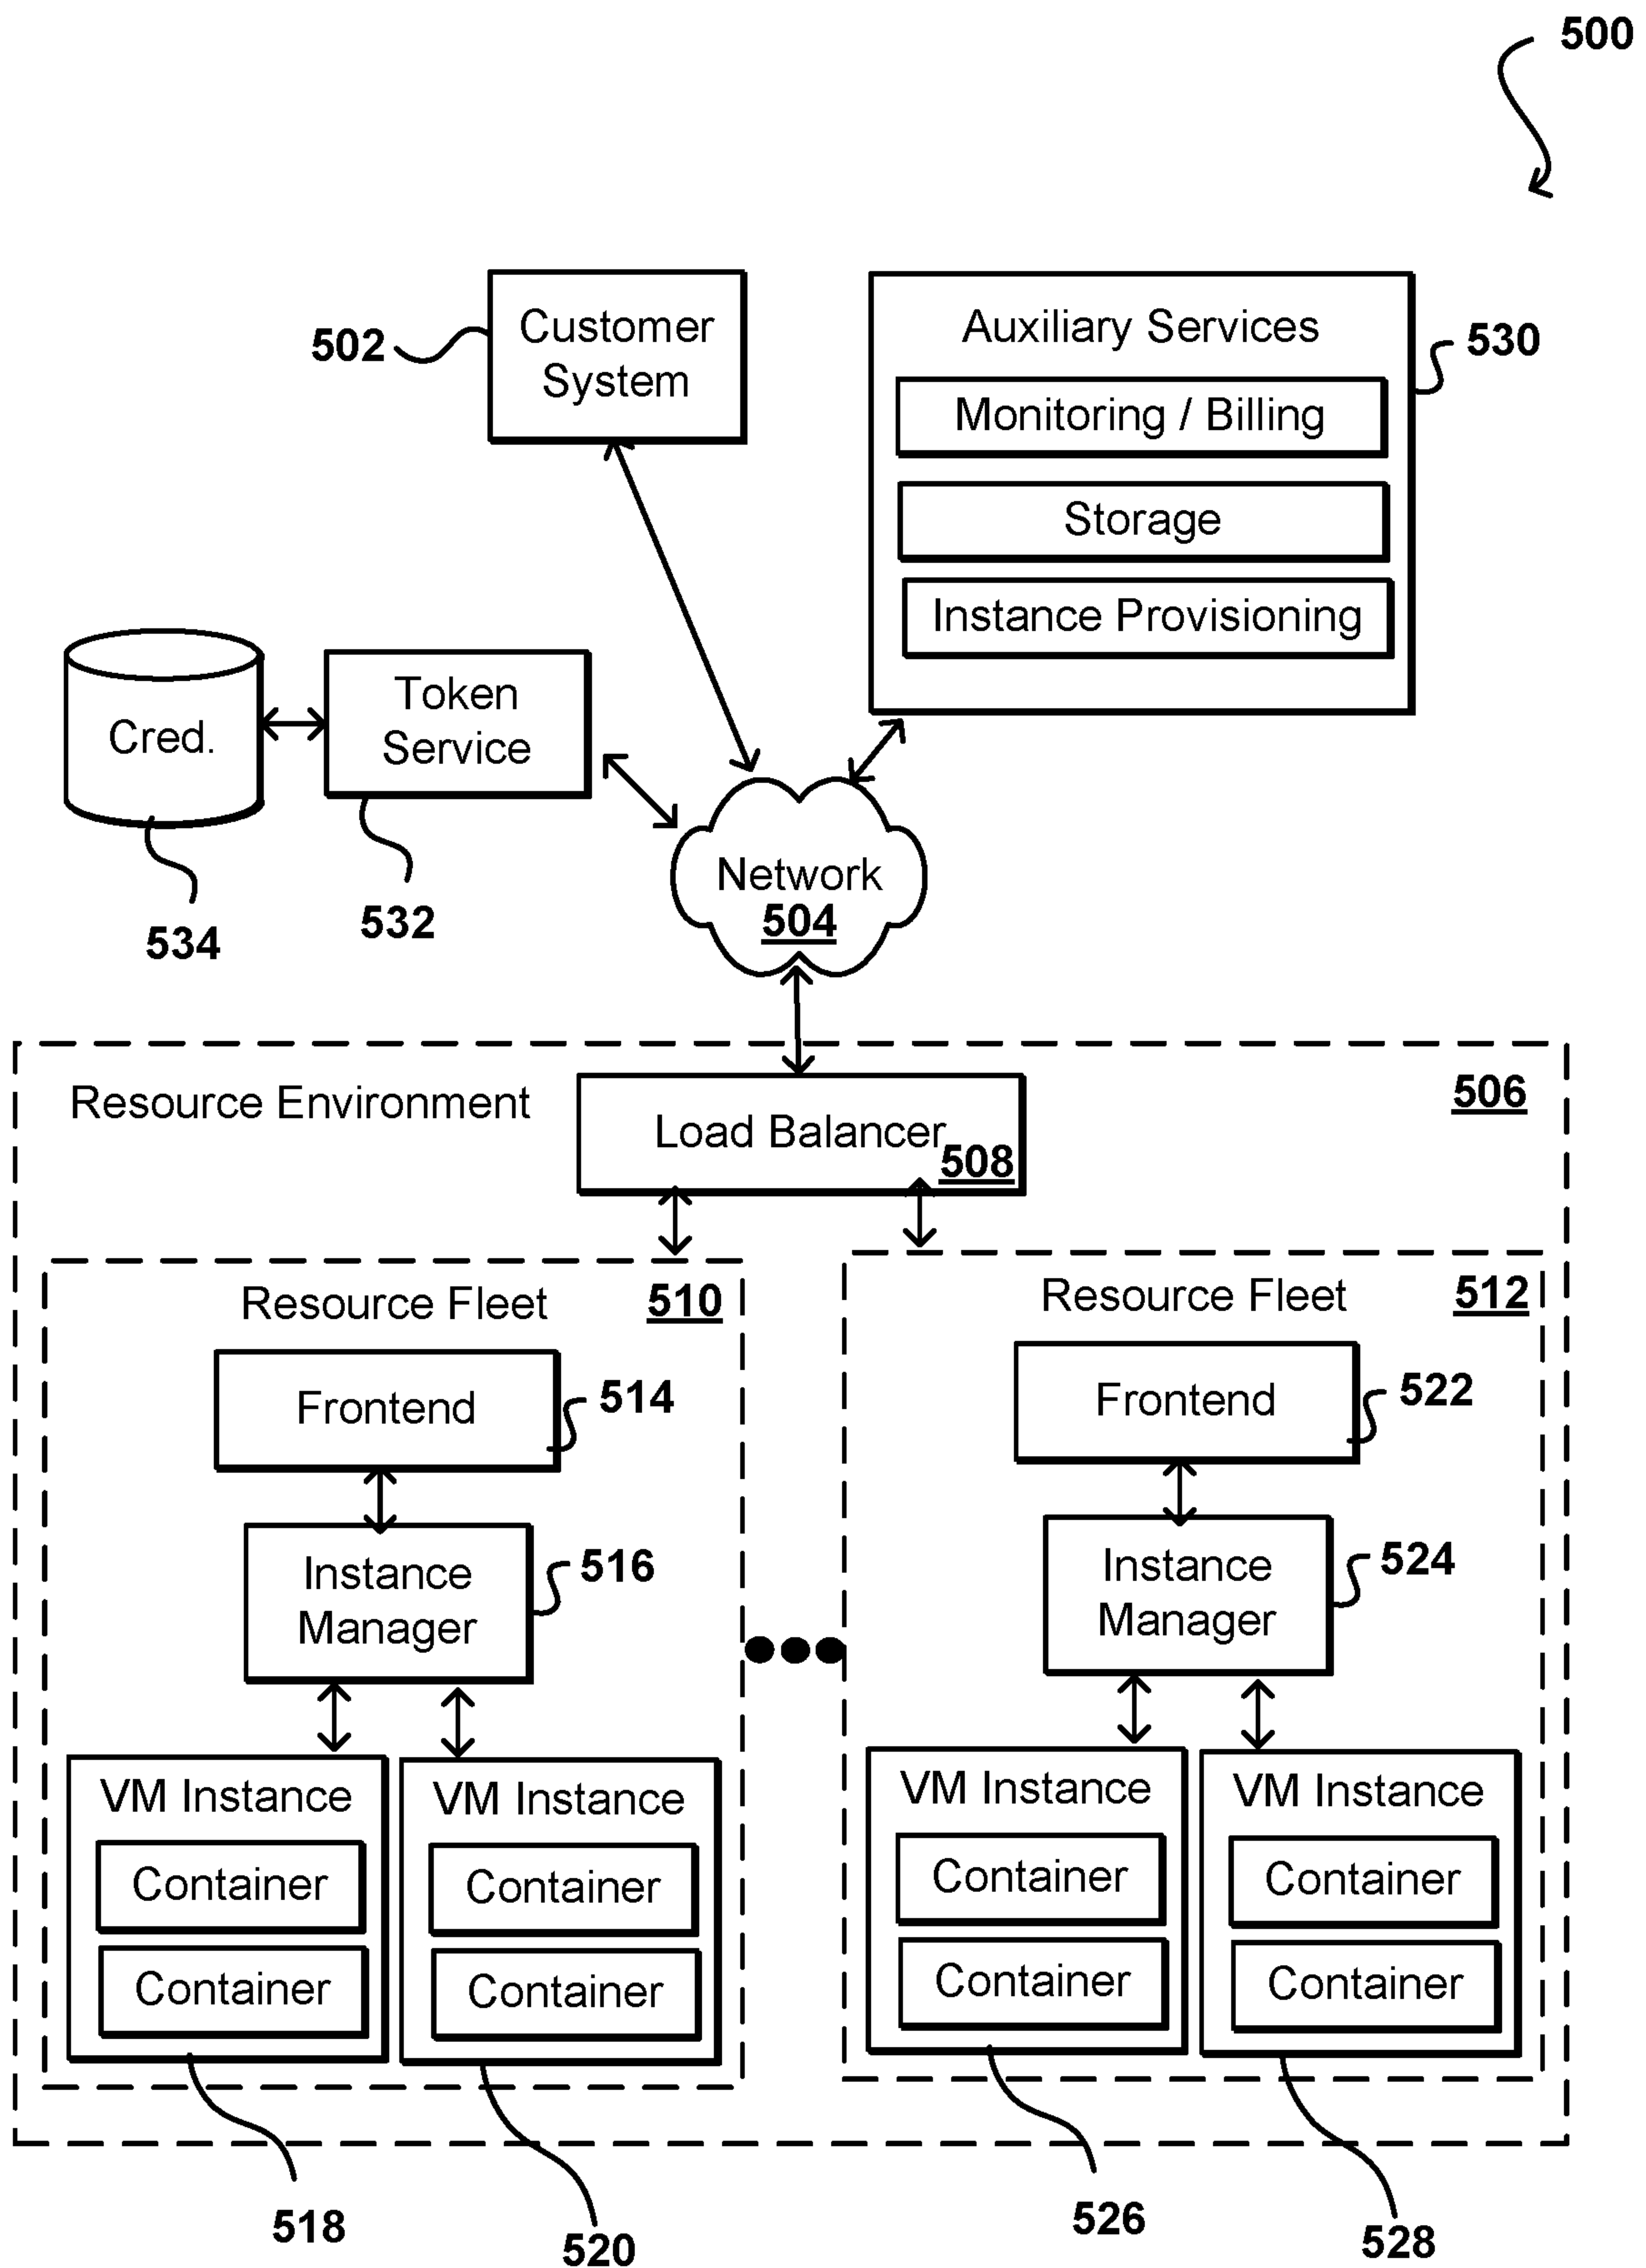 500
Customer
System
502
Auxiliary Services
530
Monitoring / Billing
Storage
Instance Provisioning
Cred.
Token
Service
534
532
Network
504
Resource Environment
506
Load Balancer
508
Resource Fleet
510
Frontend
514
Instance
Manager
516
VM Instance
Container
Container
VM Instance
Container
Container
518
520
Resource Fleet
512
Frontend
522
Instance
Manager
524
VM Instance
Container
Container
VM Instance
Container
Container
526
528